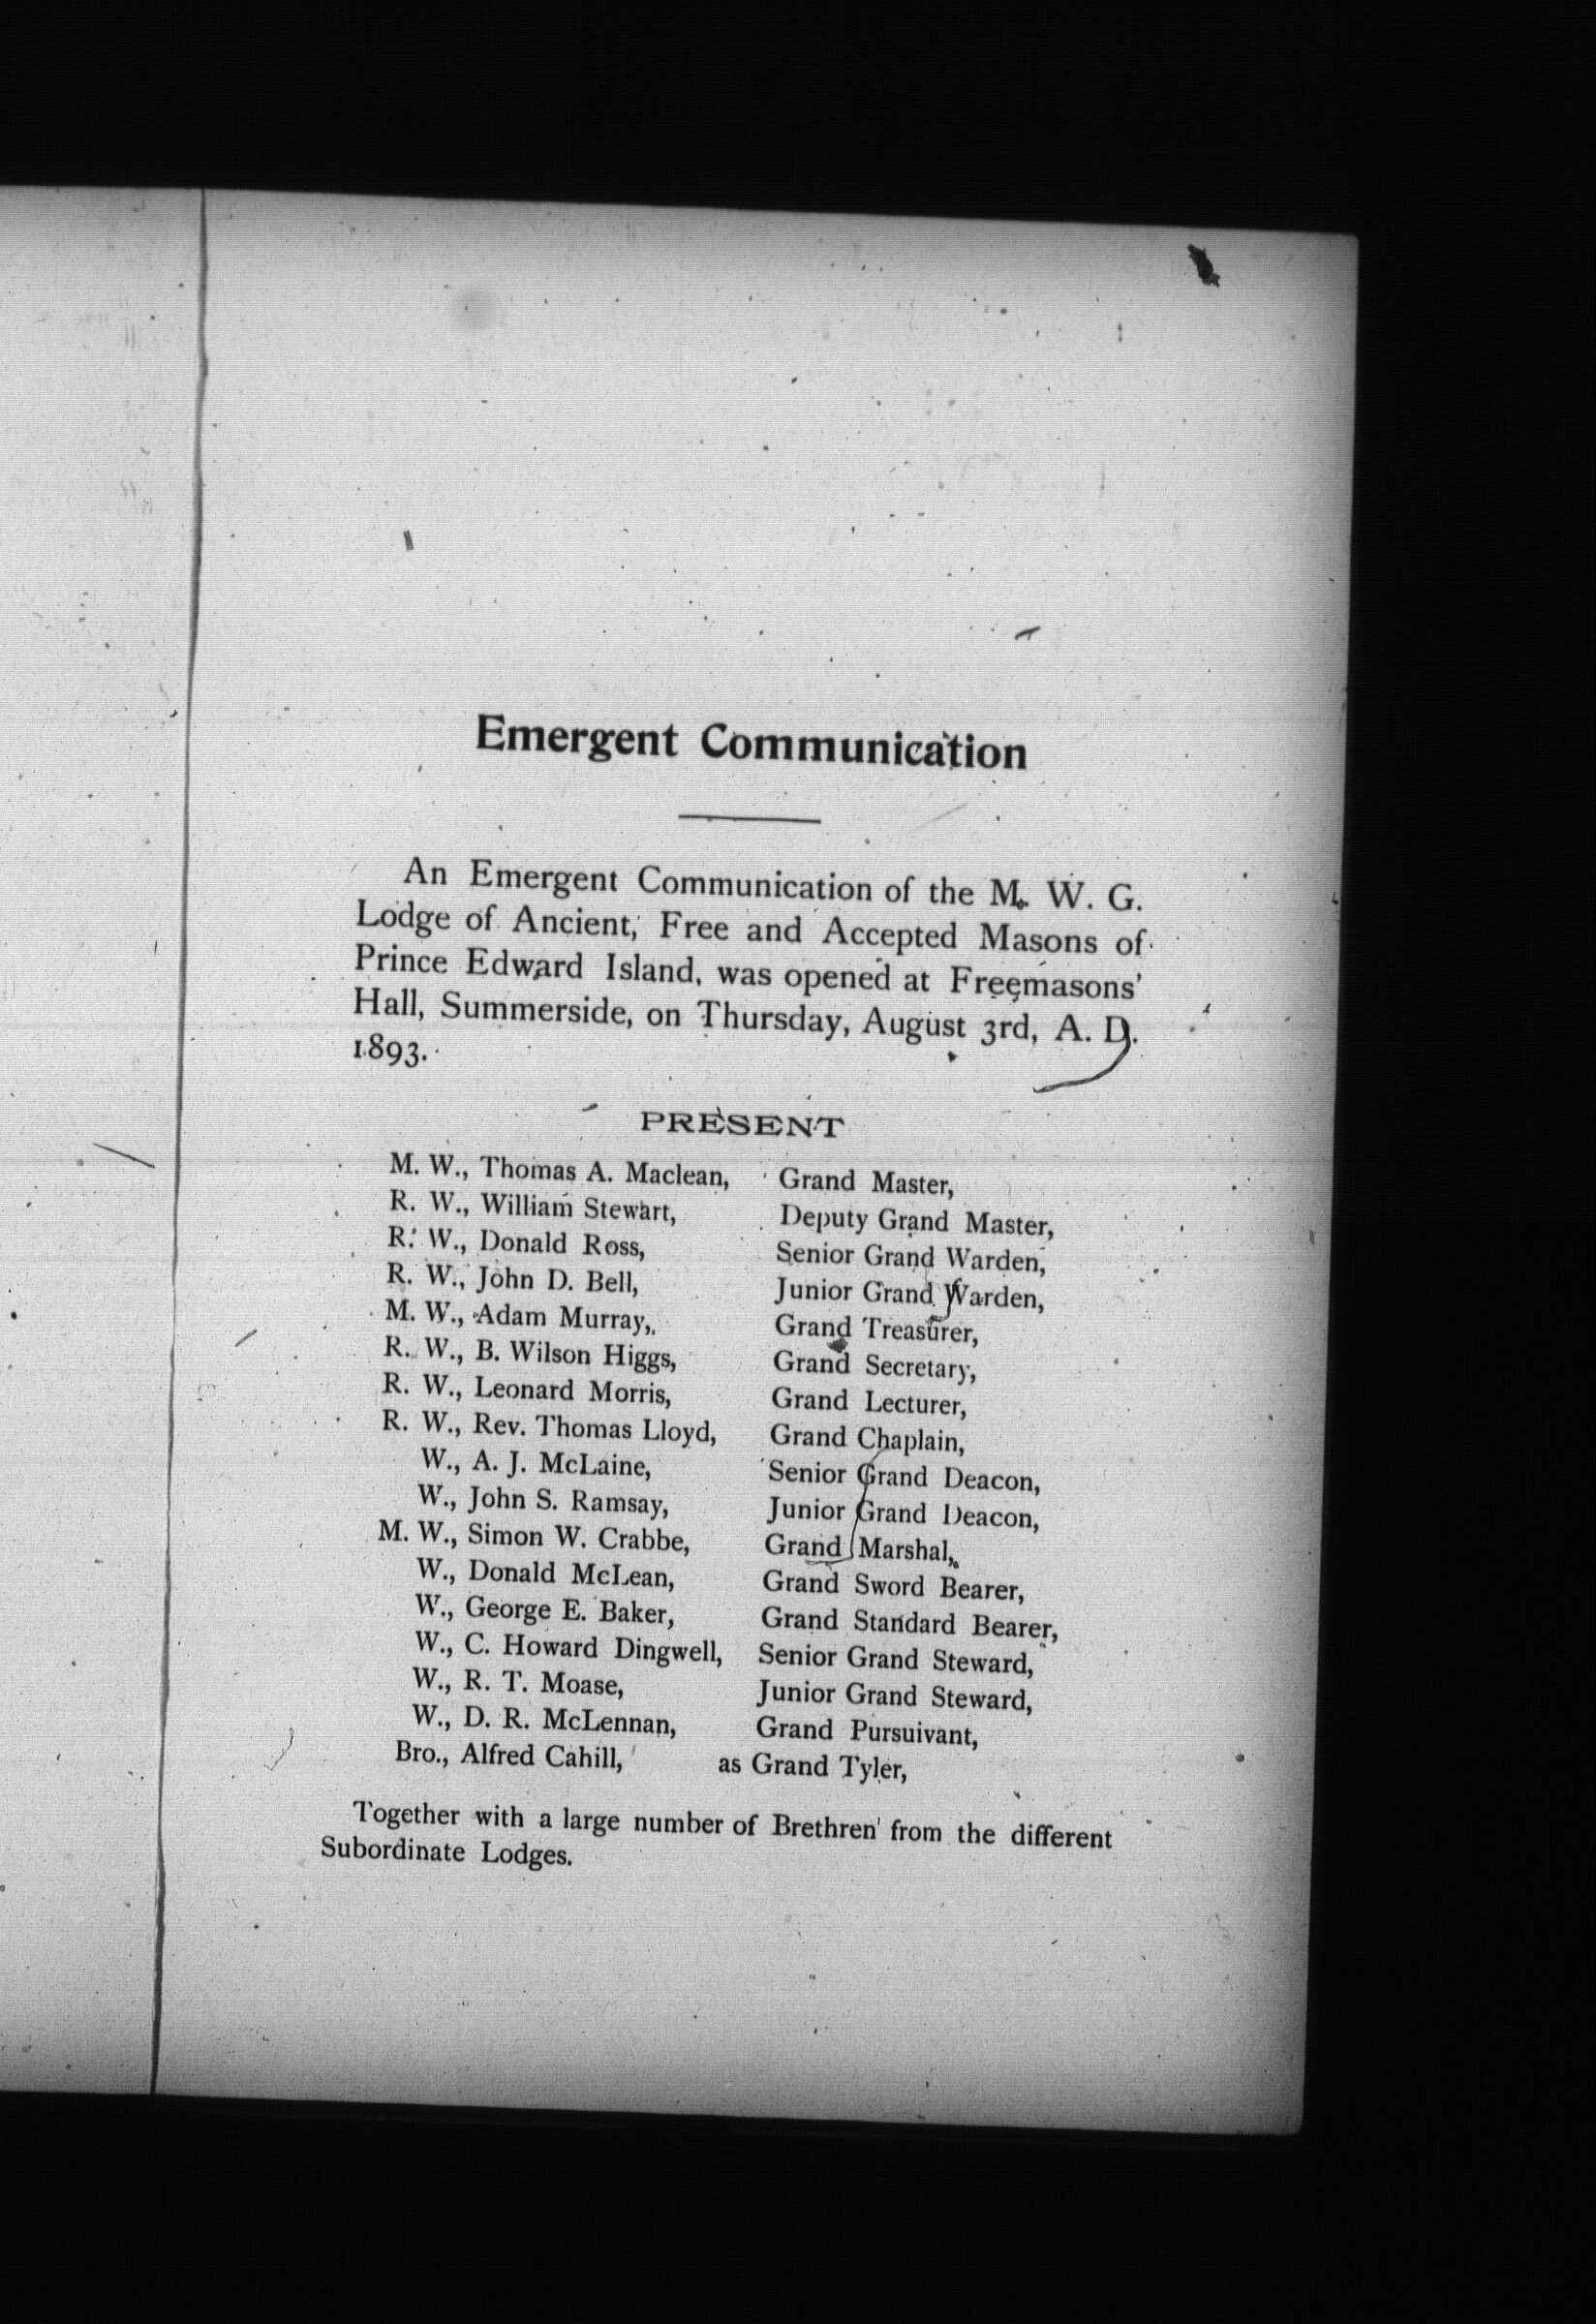 Emergent Communication
An Emergent Communication of the M. W. G.
Lodge of Ancient, Free and Accepted Masons of
Prince Edward Island, was opened at Freemasons'
Hall, Summerside, on Thursday, August 3rd, A. D.
1893.
PRESENT
M. W., Thomas A. Maclean, Grand Master,
R. W., William Stewart, Deputy Grand Master,
R. W., Donald Ross, Senior Grand Warden,
R. W., John D. Bell, Junior Grand Warden,
M. W., Adam Murray, Grand Treasurer,
R. W., B. Wilson Higgs, Grand Secretary,
R. W., Leonard Morris, Grand Lecturer,
R. W., Rev. Thomas Lloyd, Grand Chaplain,
W., A. J. McLaine, Senior Grand Deacon,
W., John S. Ramsay, Junior Grand Deacon,
M. W., Simon W. Crabbe, Grand Marshal,
W., Donald McLean, Grand Sword Bearer,
W., George E. Baker, Grand Standard Bearer,
W., C. Howard Dingwell, Senior Grand Steward,
W., R. T. Moase, Junior Grand Steward,
W., D. R. McLennan, Grand Pursuivant,
Bro., Alfred Cahill, as Grand Tyler,
Together with a large number of Brethren from the different
Subordinate Lodges.